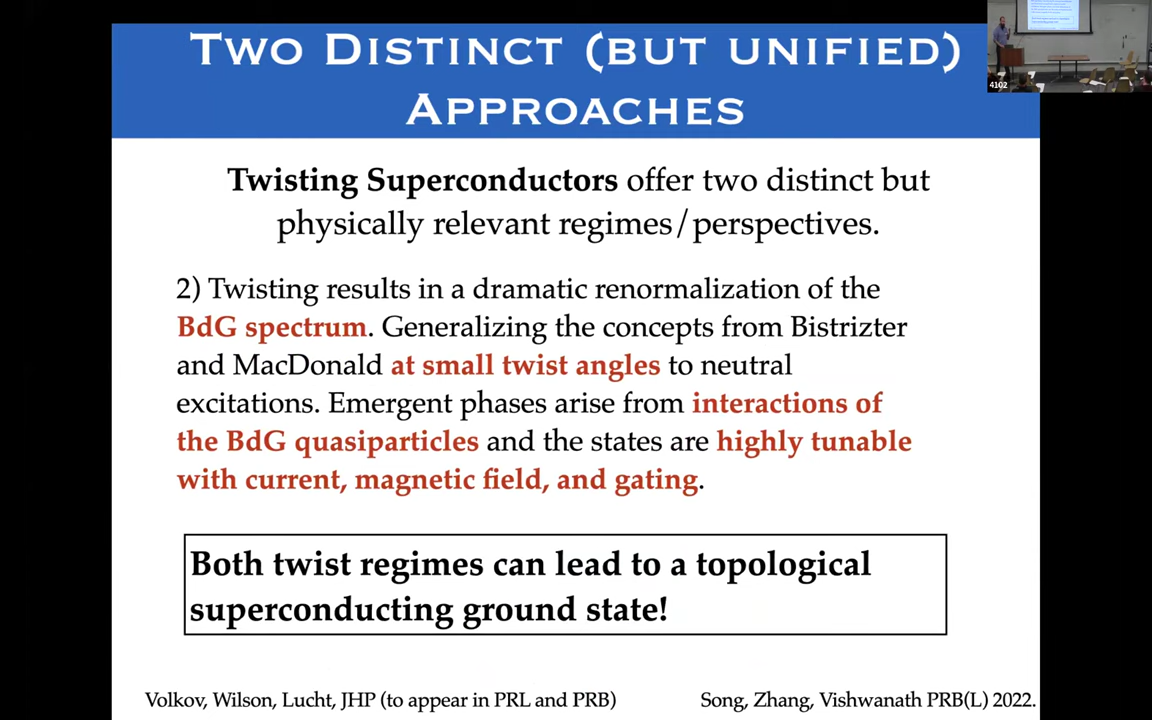 TWO DISTINCT (BUT UNIFIED)
APPROACHES
Twisting Superconductors offer two distinct but
physically relevant regimes/perspectives.
2) Twisting results in a dramatic renormalization of the
BdG spectrum. Generalizing the concepts from Bistrizter
and MacDonald at small twist angles to neutral
excitations. Emergent phases arise from interactions of
the BdG quasiparticles and the states are highly tunable
with current, magnetic field, and gating.
Both twist regimes can lead to a topological
superconducting ground state!
Volkov, Wilson, Lucht, JHP (to appear in PRL and PRB)
Song, Zhang, Vishwanath PRB(L) 2022.
4102